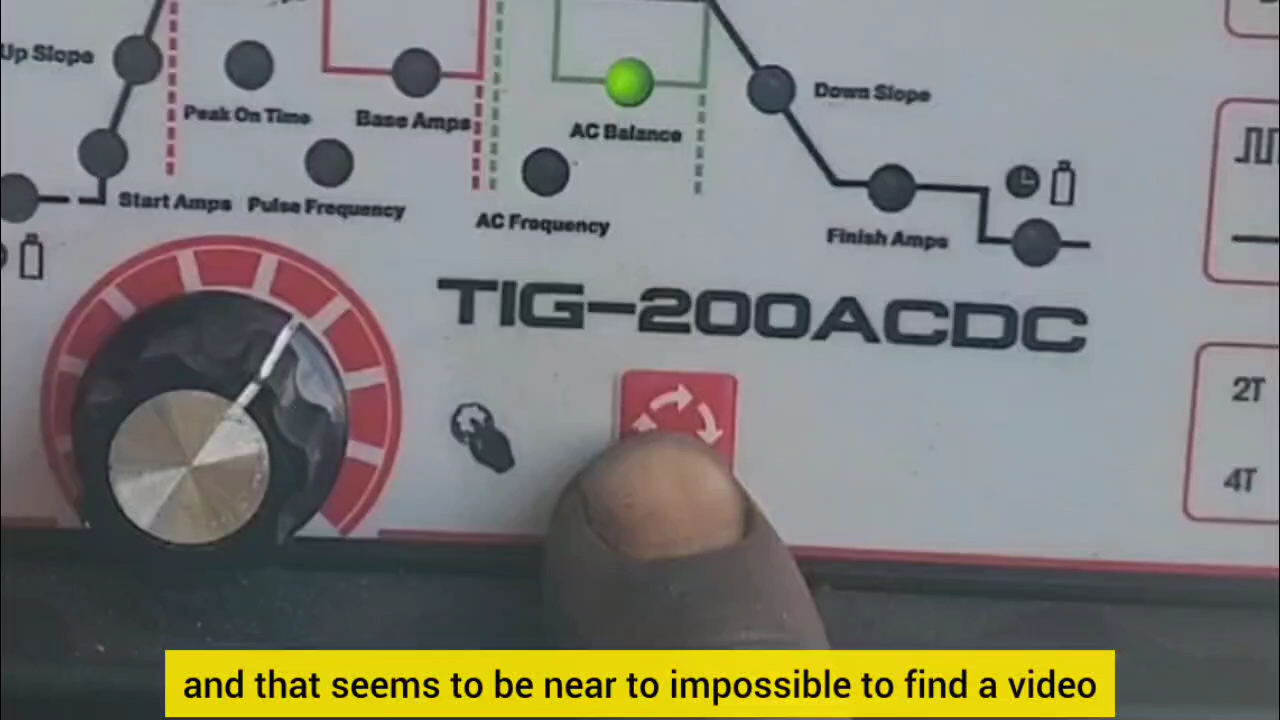 Up Slope
Peak On Time
Base Amps
AC Balance
Down Slope
Start Amps
Pulse Frequency
AC Frequency
Finish Amps
TIG-200ACDC
2T
4T
and that seems to be near to impossible to find a video